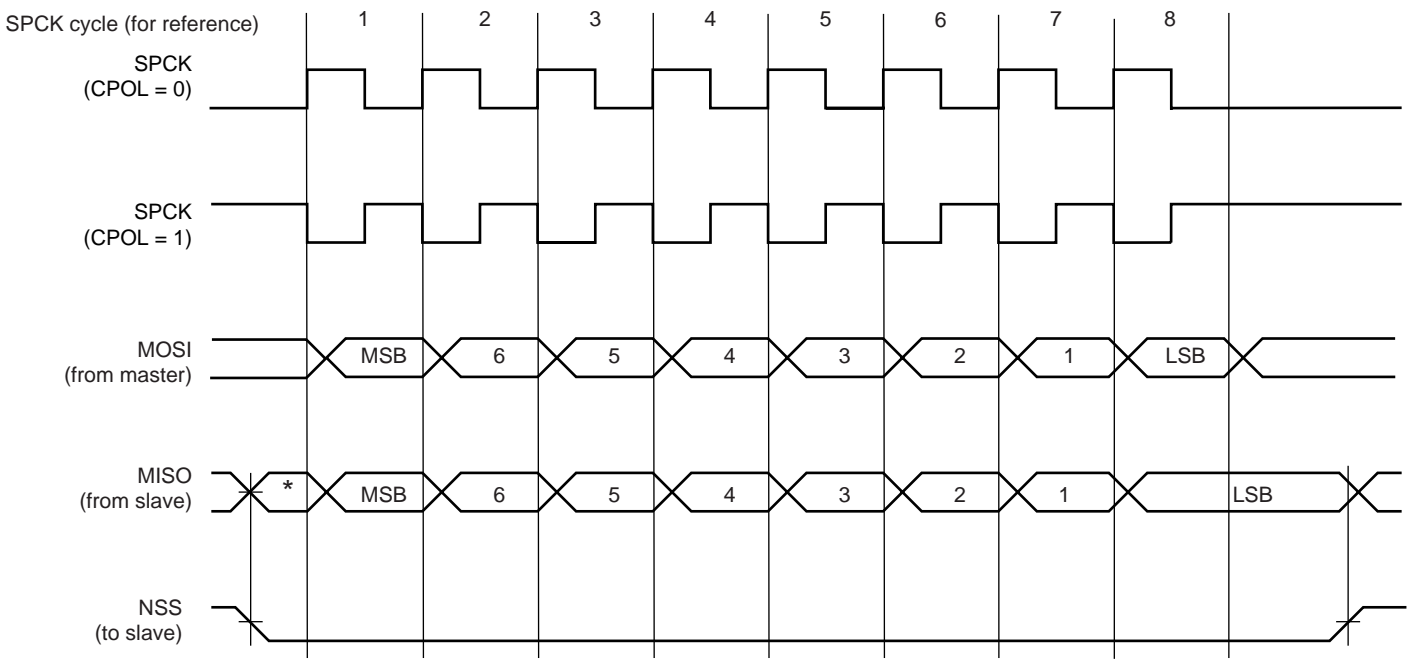 SPCK cycle (for reference) 1 2 3 4 5 6 7 8
SPCK
(CPOL = 0)
SPCK
(CPOL = 1)
MOSI
(from master)
MSB 6 5 4 3 2 1 LSB
MISO
(from slave)
* MSB 6 5 4 3 2 1 LSB
NSS
(to slave)